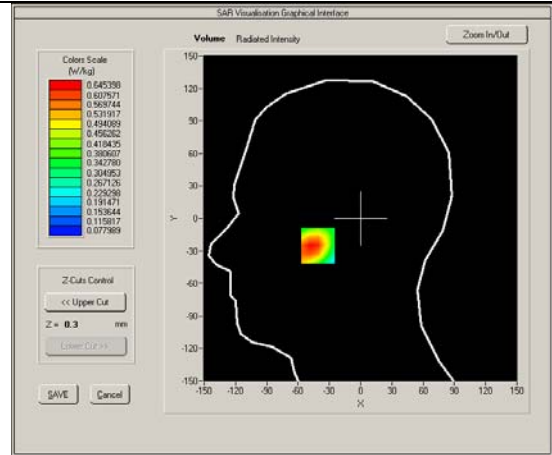 SAR Visualisation Graphical Interface
Volume Radiated Intensity
Zoom In/Out
Colors Scale
(W/kg)
0.645398
0.607571
0.569744
0.531917
0.494089
0.456262
0.418435
0.380607
0.342780
0.304953
0.267126
0.229298
0.191471
0.153644
0.115817
0.077989
Z-Cuts Control
<< Upper Cut
Z = 0.3 mm
Lower Cut >>
SAVE Cancel
150-
120-
90-
60-
30-
0-
-30-
-60-
-90-
-120-
-150-
Y
-150 -120 -90 -60 -30 0 30 60 90 120 150
X